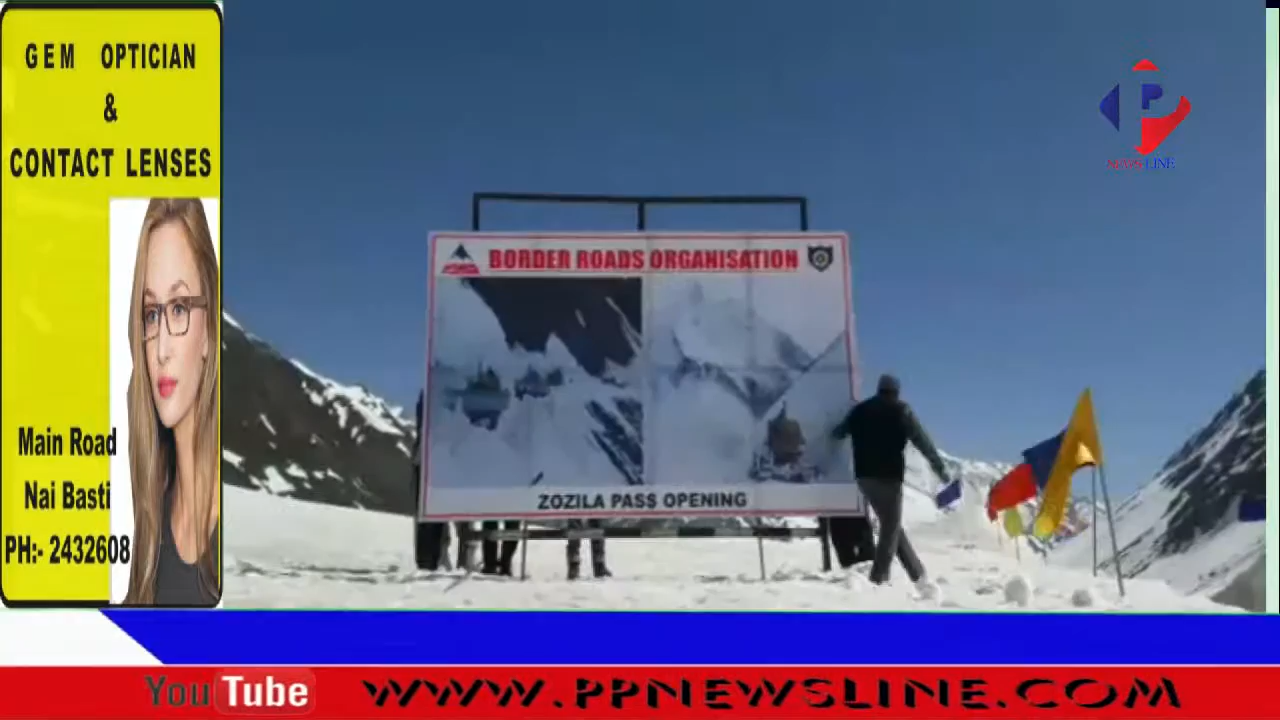 GEM OPTICIAN
&
CONTACT LENSES
Main Road
Nai Basti
PH:- 2432608
P
NEWSLINE
BORDER ROADS ORGANISATION
ZOZILA PASS OPENING
YouTube
WWW.PPNEWSLINE.COM